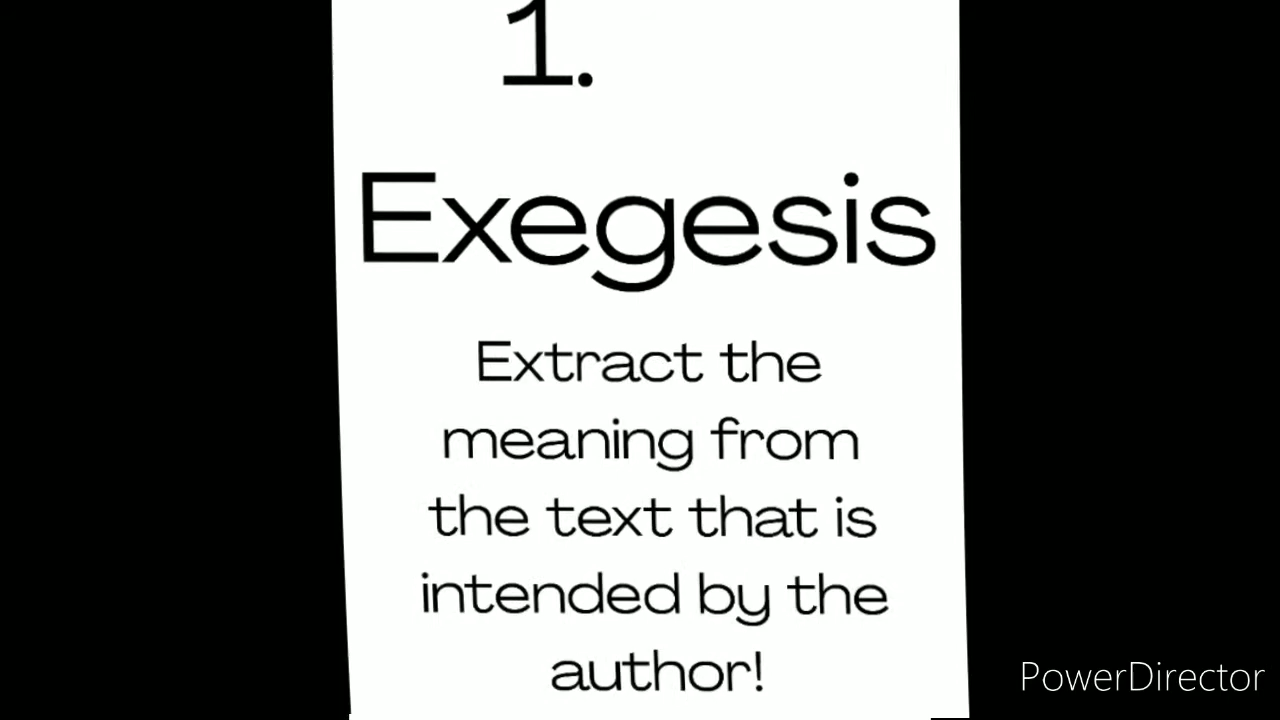 1.
Exegesis
Extract the
meaning from
the text that is
intended by the
author!
PowerDirector